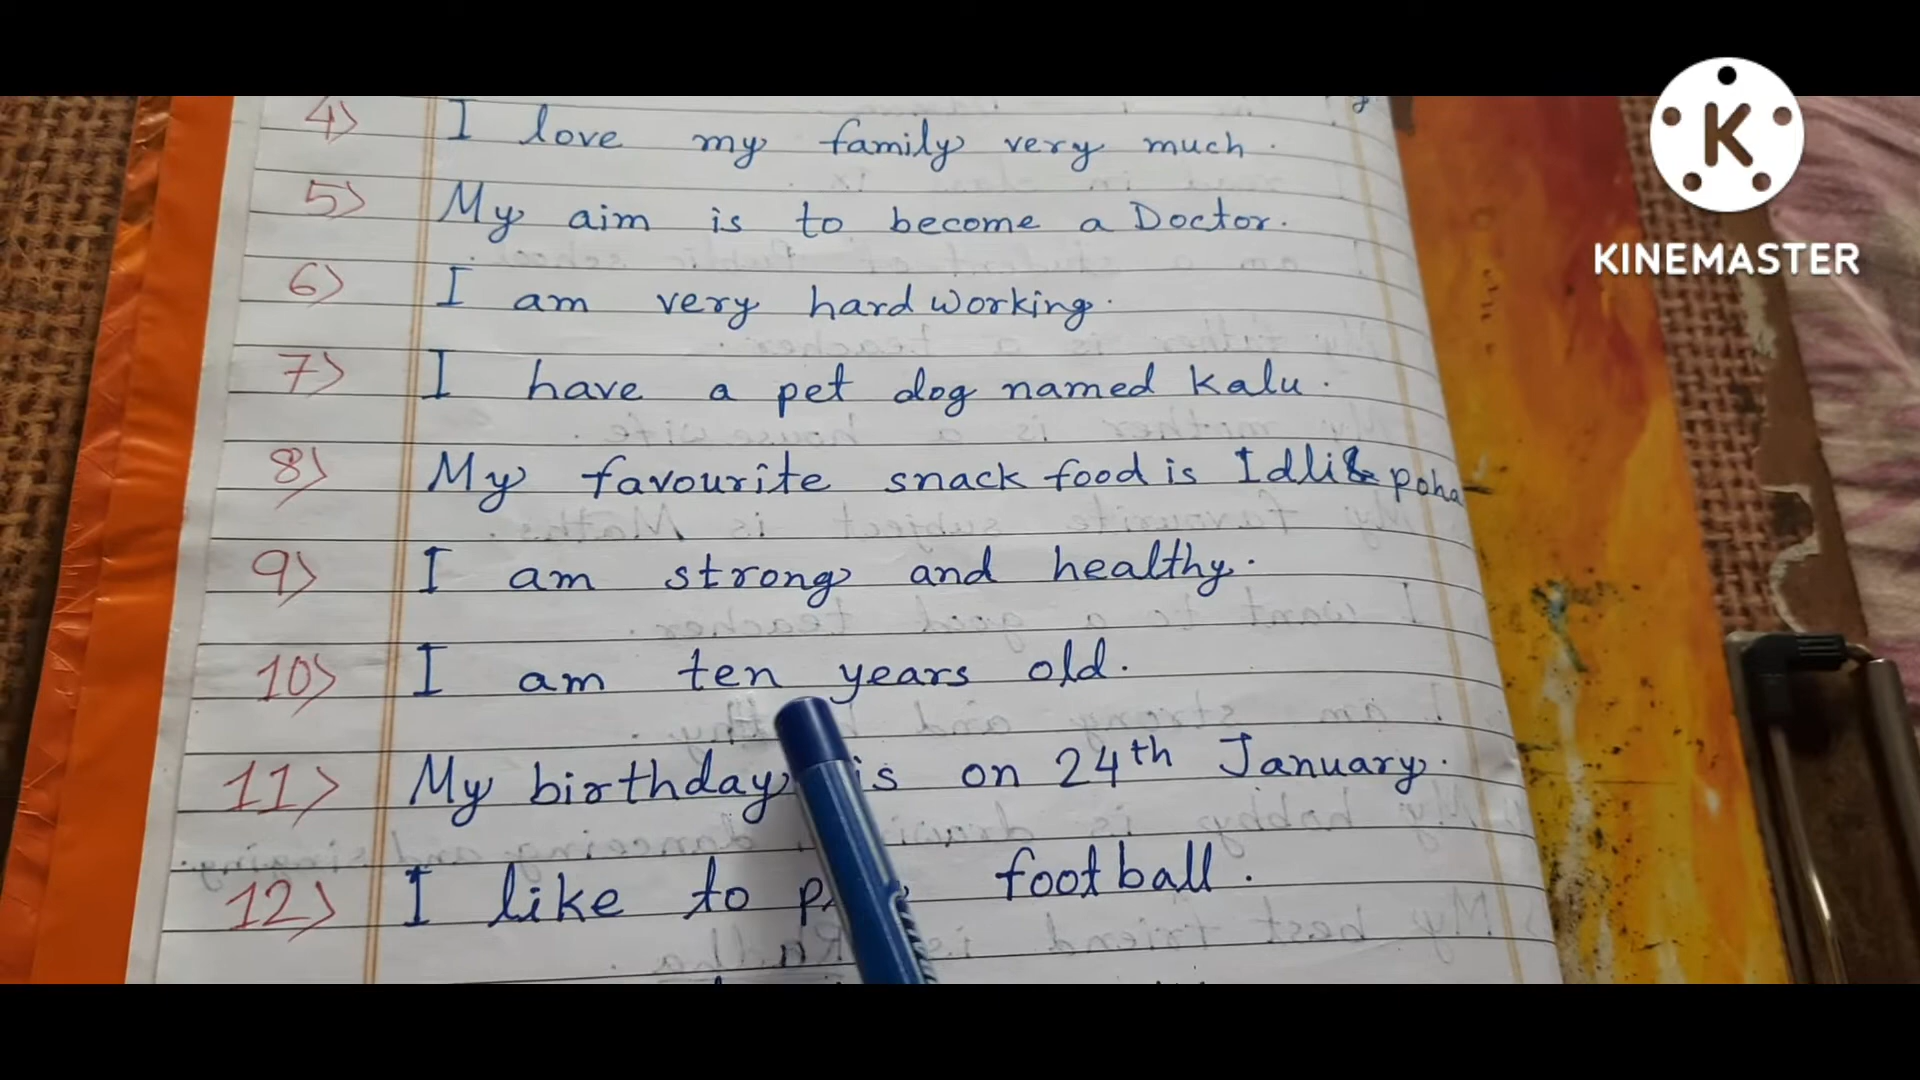 4) I love my family very much.
5) My aim is to become a Doctor.
6) I am very hardworking.
7) I have a pet dog named Kalu.
8) My favourite snack food is Idli & poha
9) I am strong and healthy.
10) I am ten years old.
11) My birthday is on 24th January.
12) I like to football.
K
KINEMASTER